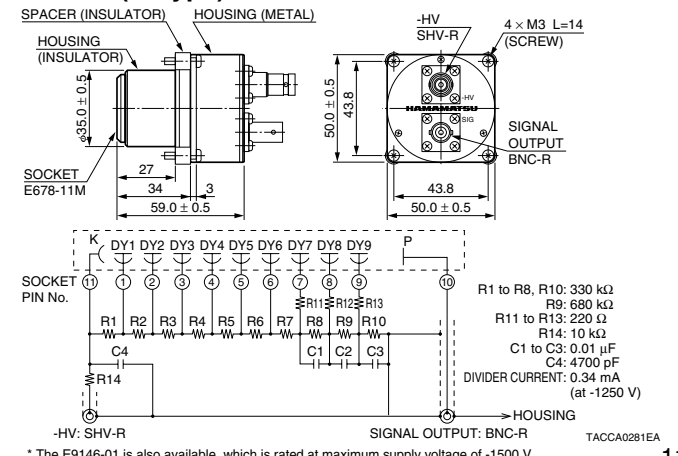 SPACER (INSULATOR)
HOUSING (METAL)
HOUSING
(INSULATOR)
φ35.0 ± 0.5
SOCKET
E678-11M
27
34
3
59.0 ± 0.5
-HV
SHV-R
4 × M3 L=14
(SCREW)
50.0 ± 0.5
43.8
-HV
HAMAMATSU
SIG
SIGNAL
OUTPUT
BNC-R
43.8
50.0 ± 0.5
K DY1 DY2 DY3 DY4 DY5 DY6 DY7 DY8 DY9 P
SOCKET
PIN No.
11 1 2 3 4 5 6 7 8 9 10
R11 R12 R13
R1 R2 R3 R4 R5 R6 R7 R8 R9 R10
C4 C1 C2 C3
R14
R1 to R8, R10: 330 kΩ
R9: 680 kΩ
R11 to R13: 220 Ω
R14: 10 kΩ
C1 to C3: 0.01 µF
C4: 4700 pF
DIVIDER CURRENT: 0.34 mA
(at -1250 V)
HOUSING
-HV: SHV-R
SIGNAL OUTPUT: BNC-R
TACCA0281EA
* The E9146-01 is also available, which is rated at maximum supply voltage of -1500 V